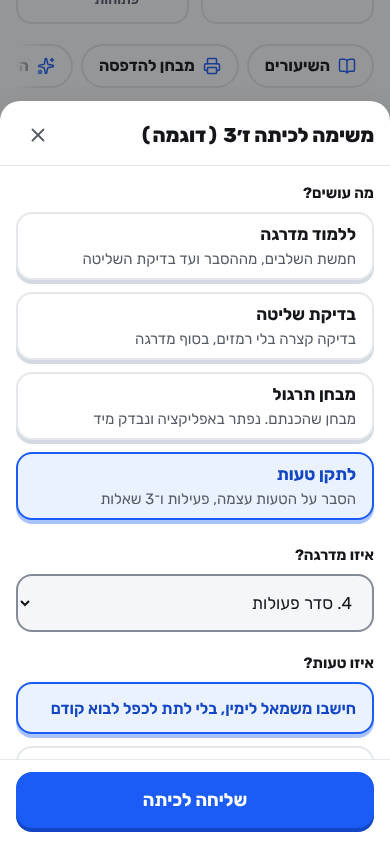 פתוחות
השיעורים
מבחן להדפסה
משימה לכיתה ז׳3 (דוגמה)
מה עושים?
ללמוד מדרגה
חמשת השלבים, מההסבר ועד בדיקת השליטה
בדיקת שליטה
בדיקה קצרה בלי רמזים, בסוף מדרגה
מבחן תרגול
מבחן שהכנתם. נפתר באפליקציה ונבדק מיד
לתקן טעות
הסבר על הטעות עצמה, פעילות ו־3 שאלות
איזו מדרגה?
4. סדר פעולות
איזו טעות?
חישבו משמאל לימין, בלי לתת לכפל לבוא קודם
שליחה לכיתה